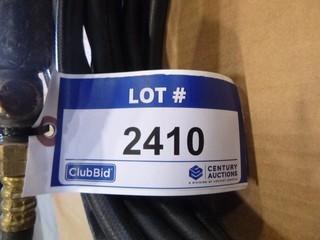 LOT #
2410
ClubBid
CENTURY
AUCTIONS